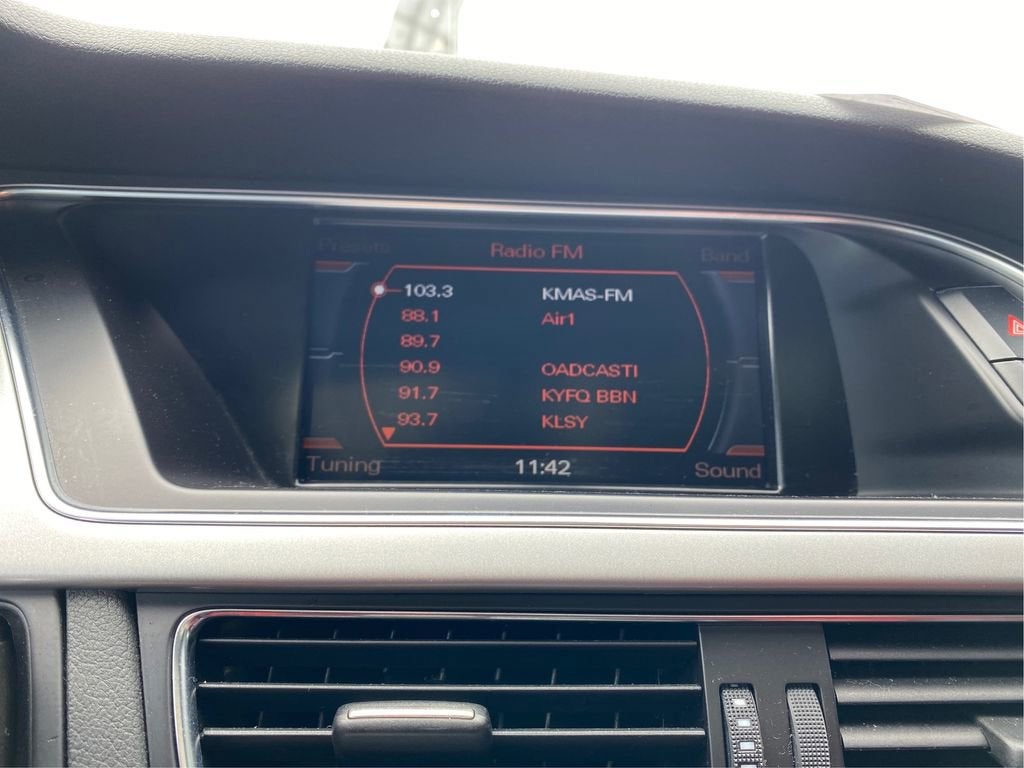 Presets Radio FM Band
103.3 KMAS-FM
88.1 Air1
89.7
90.9 OADCASTI
91.7 KYFQ BBN
93.7 KLSY
Tuning 11:42 Sound